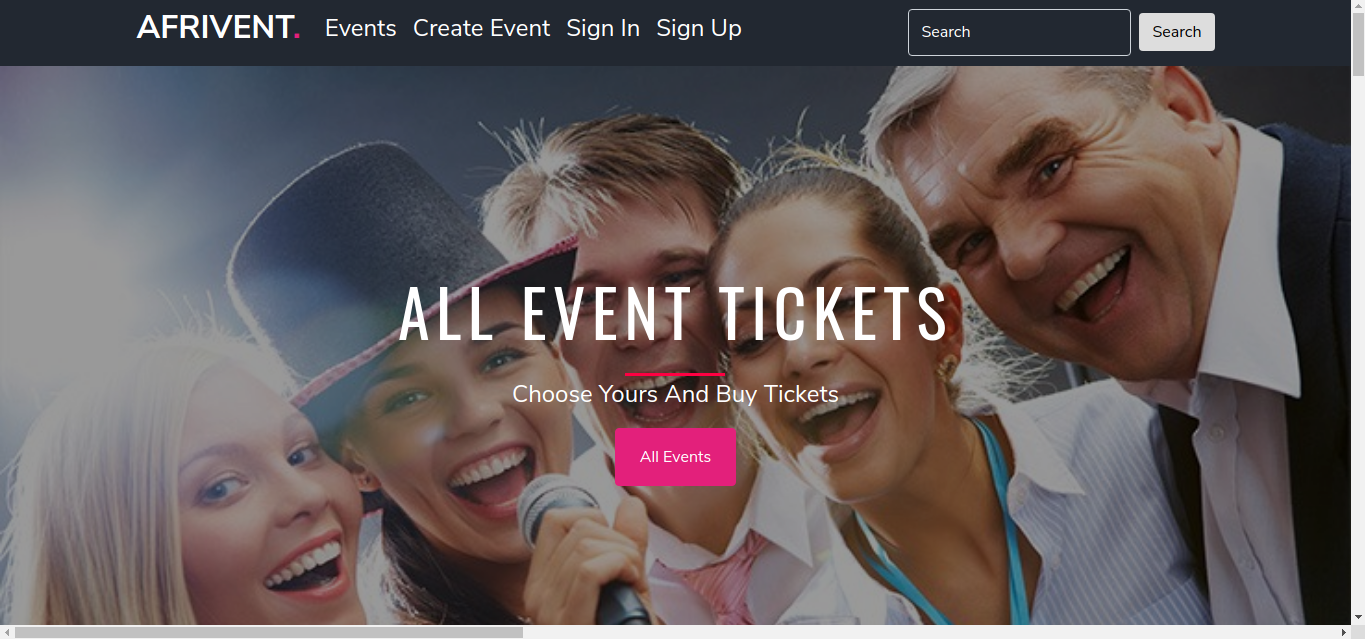 AFRIVENT.
Events
Create Event
Sign In
Sign Up
Search
Search
ALL EVENT TICKETS
Choose Yours And Buy Tickets
All Events